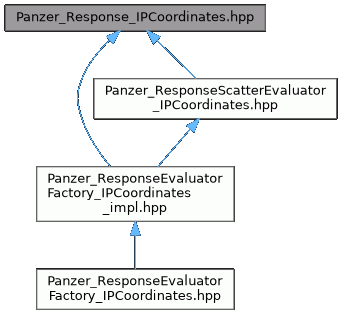 Panzer_Response_IPCoordinates.hpp
Panzer_ResponseScatterEvaluator
_IPCoordinates.hpp
Panzer_ResponseEvaluator
Factory_IPCoordinates
_impl.hpp
Panzer_ResponseEvaluator
Factory_IPCoordinates.hpp